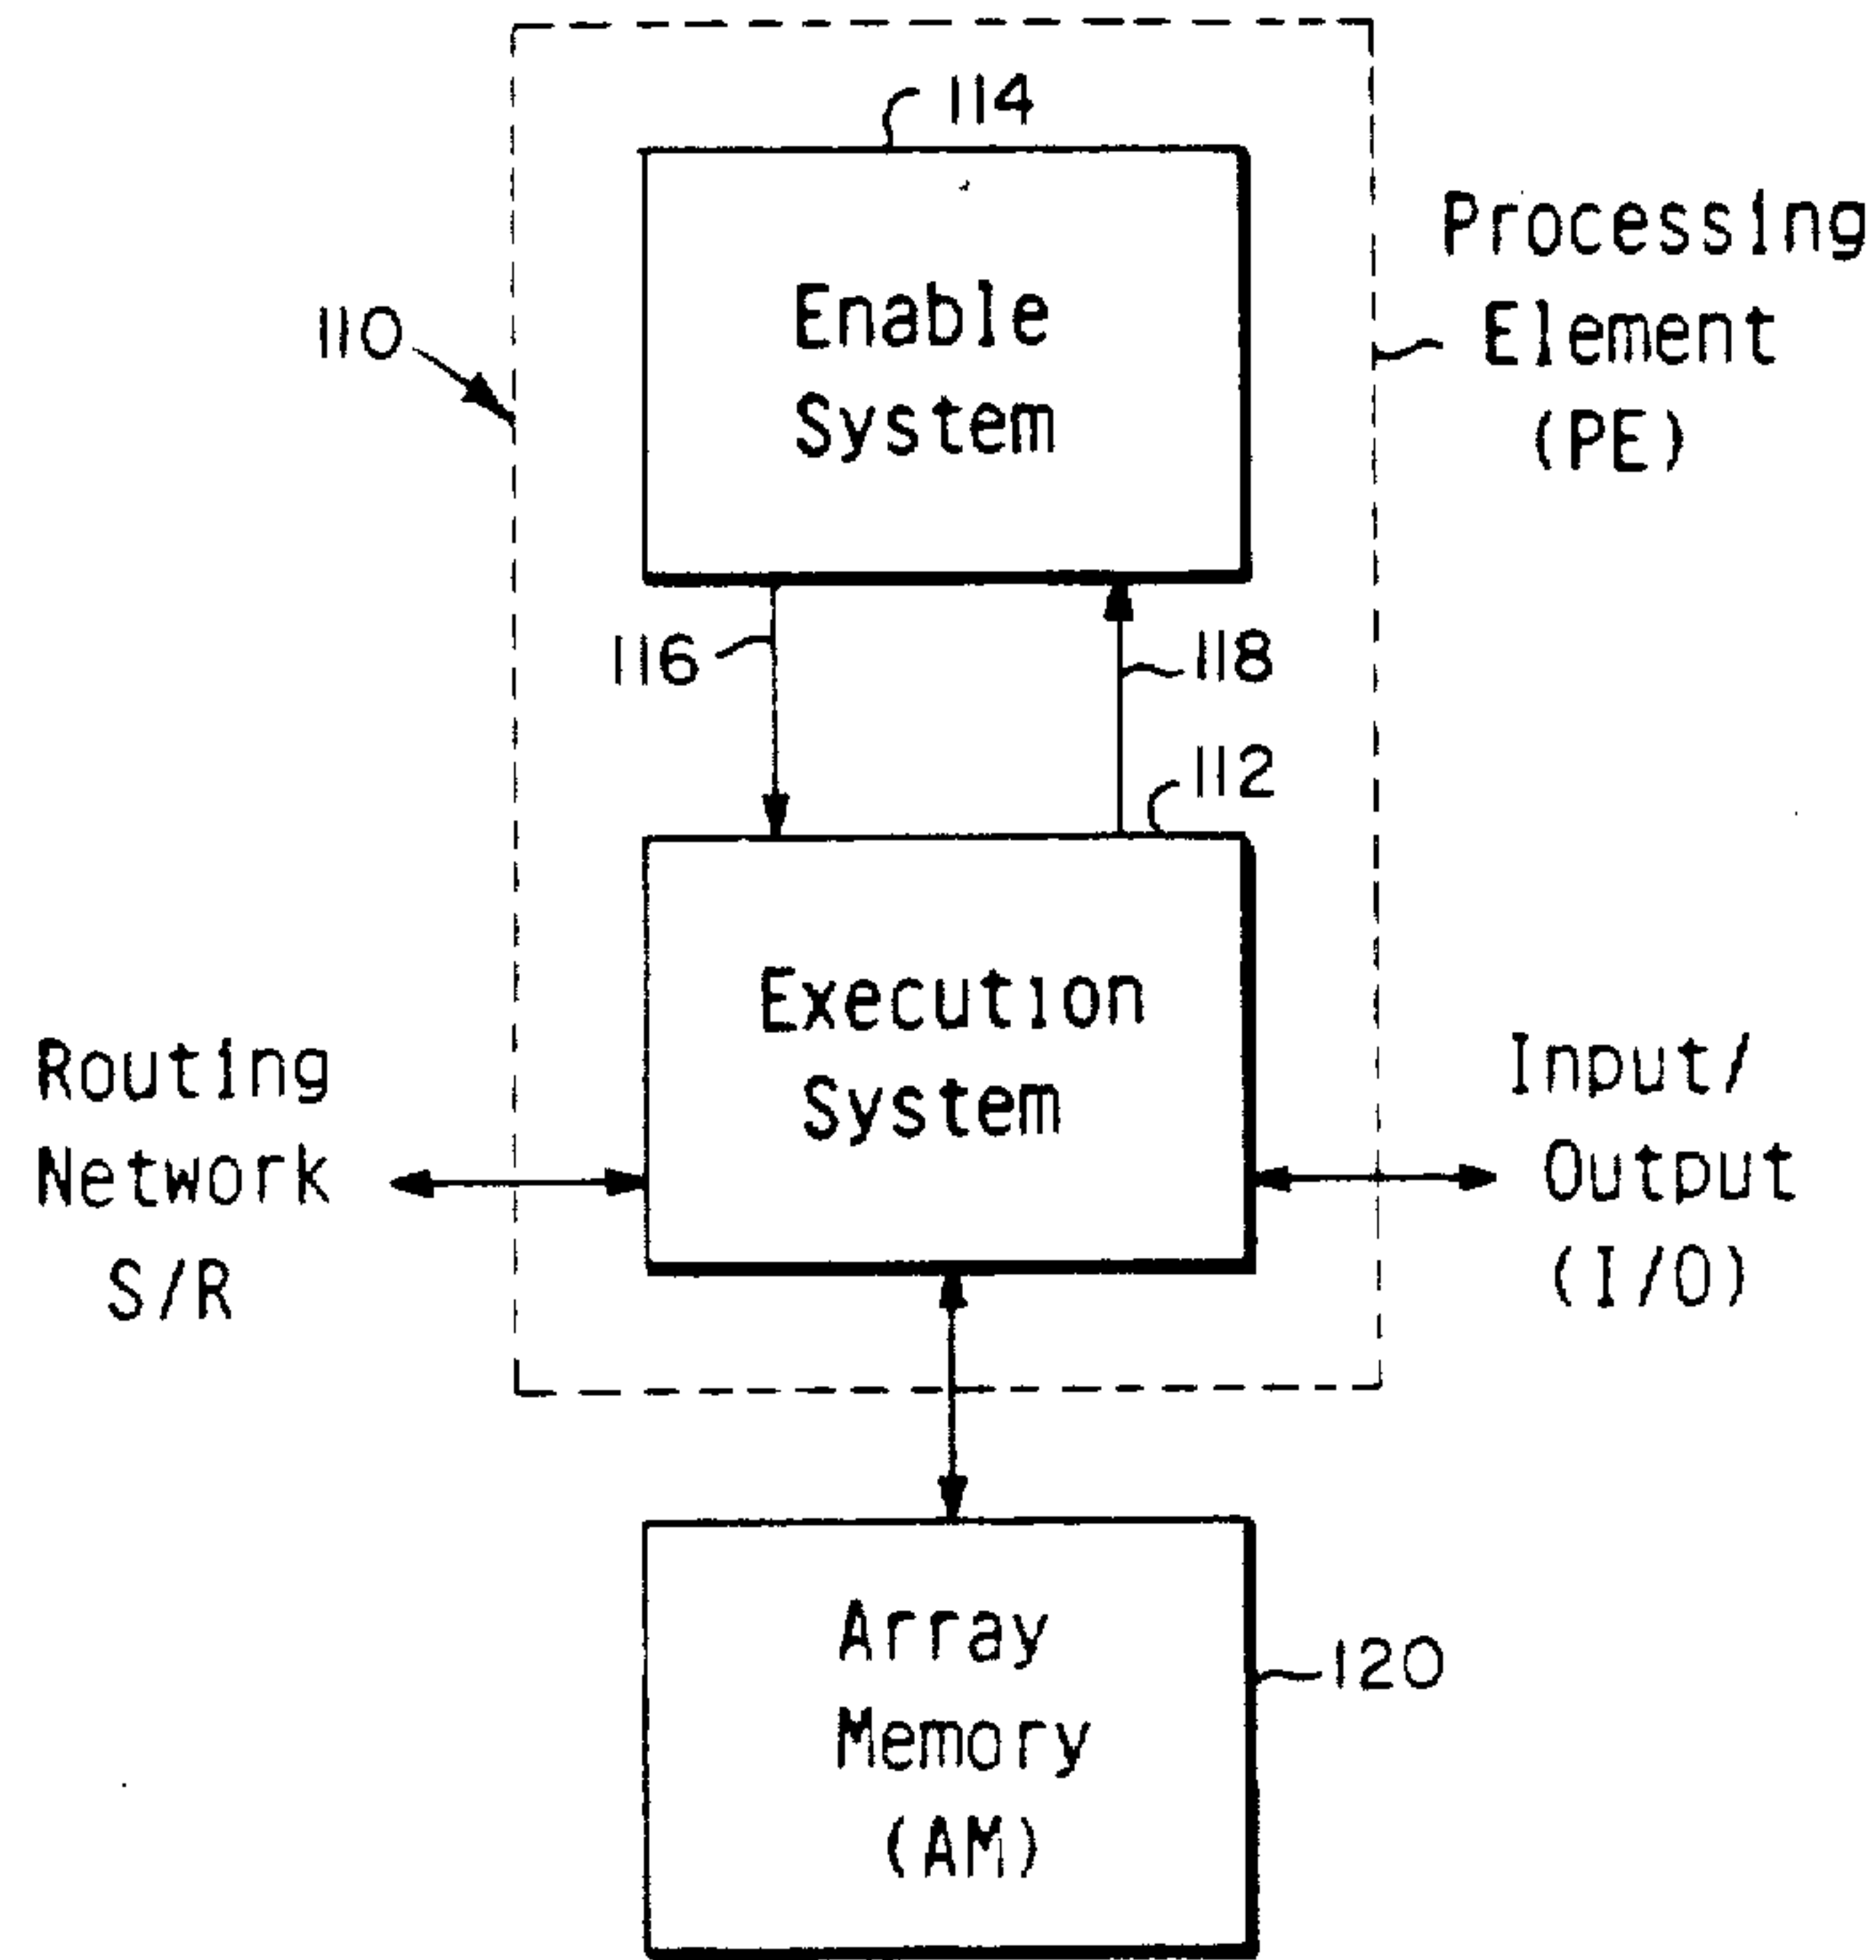 114
Processing
Element
(PE)
110
Enable
System
116
118
112
Execution
System
Routing
Network
S/R
Input/
Output
(I/O)
Array
Memory
(AM)
120